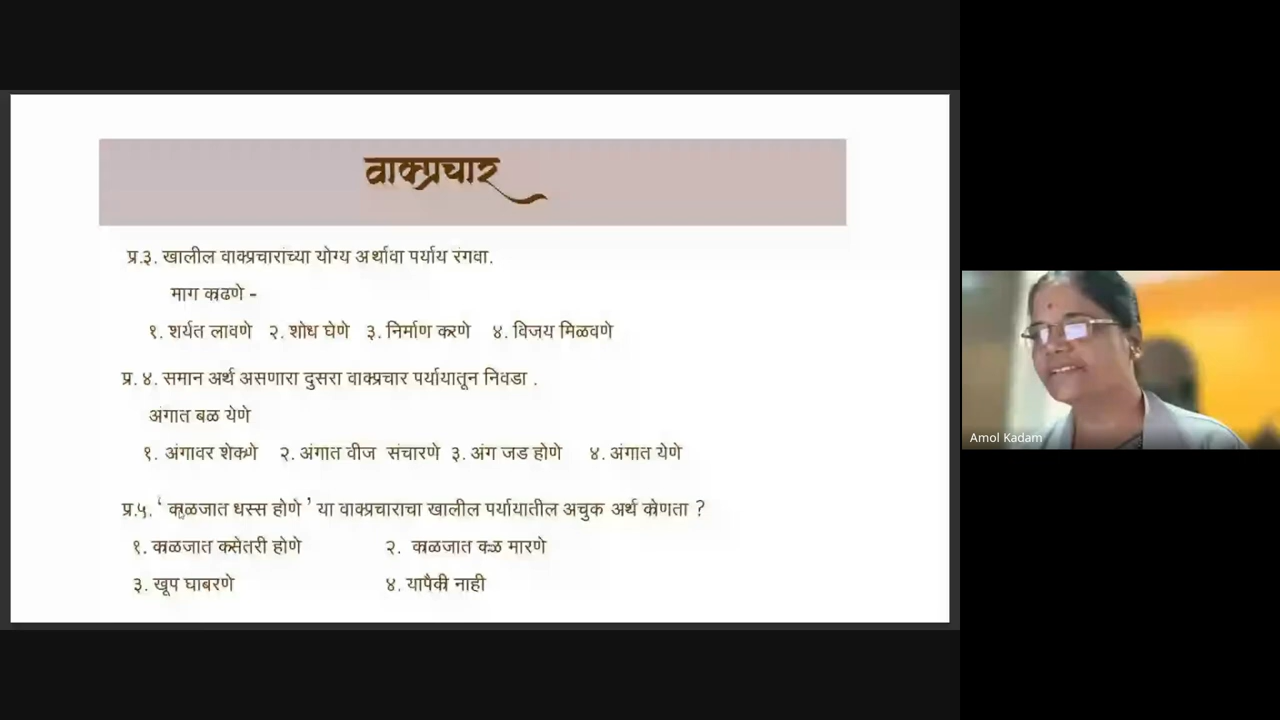 वाक्प्रचार
प्र.३. खालील वाक्प्रचारांच्या योग्य अर्थावा पर्याय रंगवा.
माग काढणे -
१. शर्यत लावणे २. शोध घेणे ३. निर्माण करणे ४. विजय मिळवणे
प्र. ४. समान अर्थ असणारा दुसरा वाक्प्रचार पर्यायातून निवडा .
अंगात बळ येणे
१. अंगावर शेकणे २. अंगात वीज संचारणे ३. अंग जड होणे ४. अंगात येणे
प्र.५. ‘ काळजात धस्स होणे ’ या वाक्प्रचाराचा खालील पर्यायातील अचुक अर्थ कोणता ?
१. काळजात कसेतरी होणे २. काळजात कळ मारणे
३. खूप घाबरणे ४. यापैकी नाही
Amol Kadam